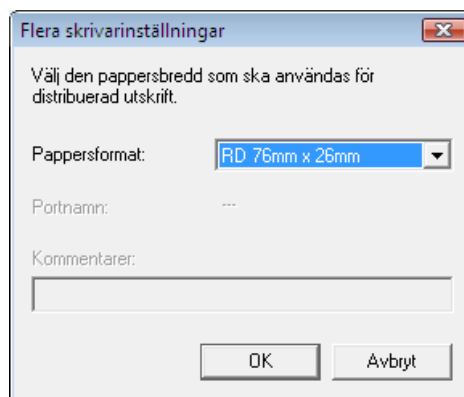 Flera skrivarinställningar
Välj den pappersbredd som ska användas för
distribuerad utskrift.
Pappersformat: RD 76mm x 26mm
Portnamn: ---
Kommentarer:
OK Avbryt